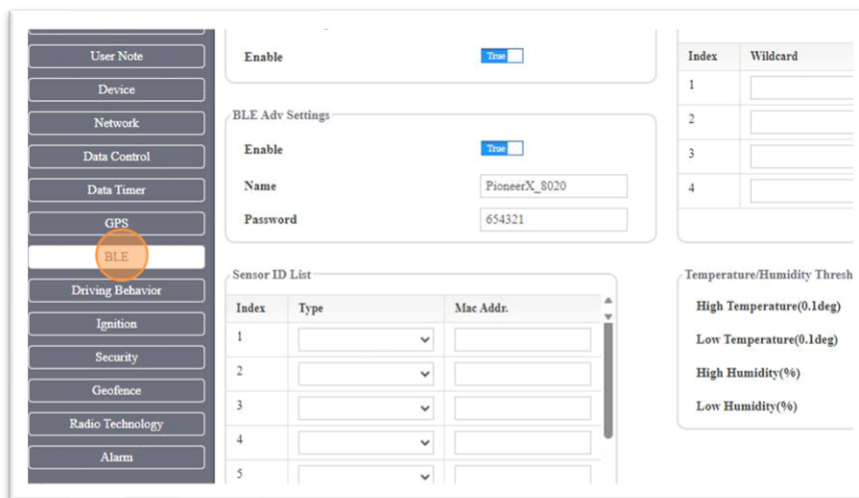 User Note
Device
Network
Data Control
Data Timer
GPS
BLE
Driving Behavior
Ignition
Security
Geofence
Radio Technology
Alarm
Enable True
BLE Adv Settings
Enable True
Name PioneerX_8020
Password 654321
Sensor ID List
Index Type Mac Addr.
1
2
3
4
5
Index Wildcard
1
2
3
4
Temperature/Humidity Thresh
High Temperature(0.1deg)
Low Temperature(0.1deg)
High Humidity(%)
Low Humidity(%)